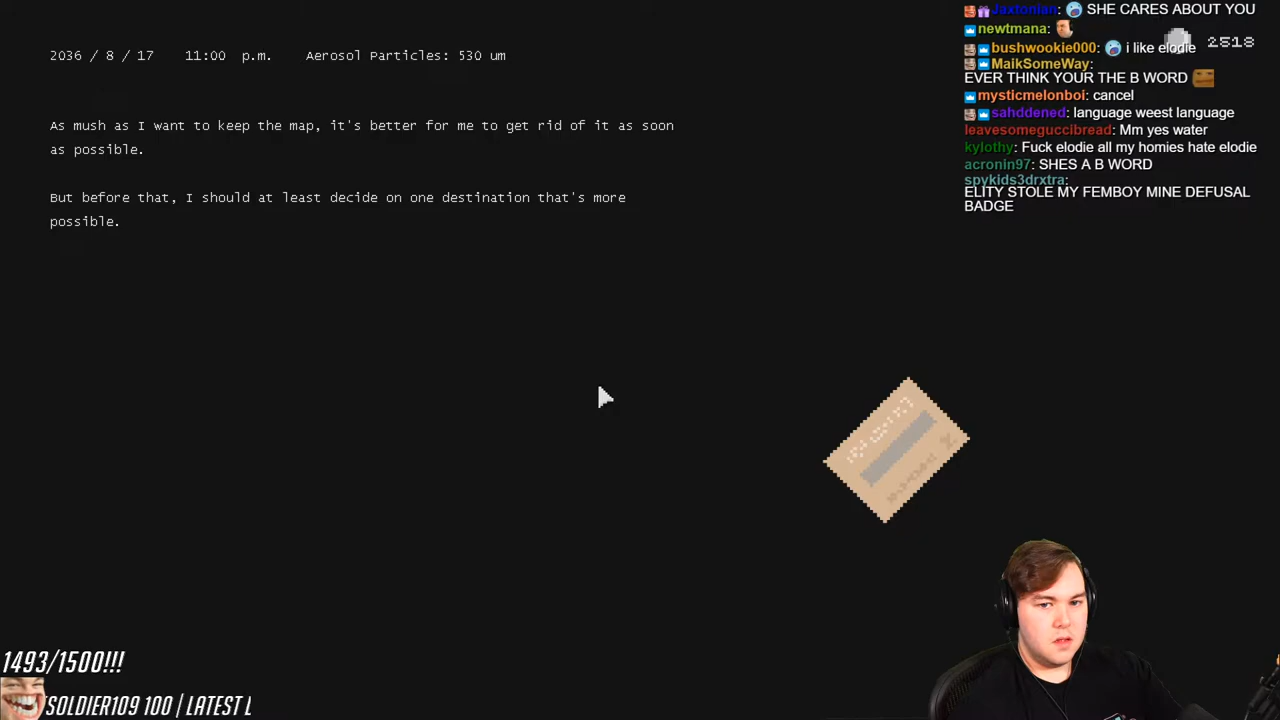 2036 / 8 / 17 11:00 p.m. Aerosol Particles: 530 um
As mush as I want to keep the map, it's better for me to get rid of it as soon
as possible.
But before that, I should at least decide on one destination that's more
possible.
Jaxtonian: SHE CARES ABOUT YOU
newtmana:
bushwookie000: i like elodie
MaikSomeWay:
EVER THINK YOUR THE B WORD
mysticmelonboi: cancel
sahddened: language weest language
leavesomeguccibread: Mm yes water
kylothy: Fuck elodie all my homies hate elodie
acronin97: SHES A B WORD
spykids3drxtra:
ELITY STOLE MY FEMBOY MINE DEFUSAL
BADGE
2518
1493/1500!!!
SOLDIER109 100 | LATEST L